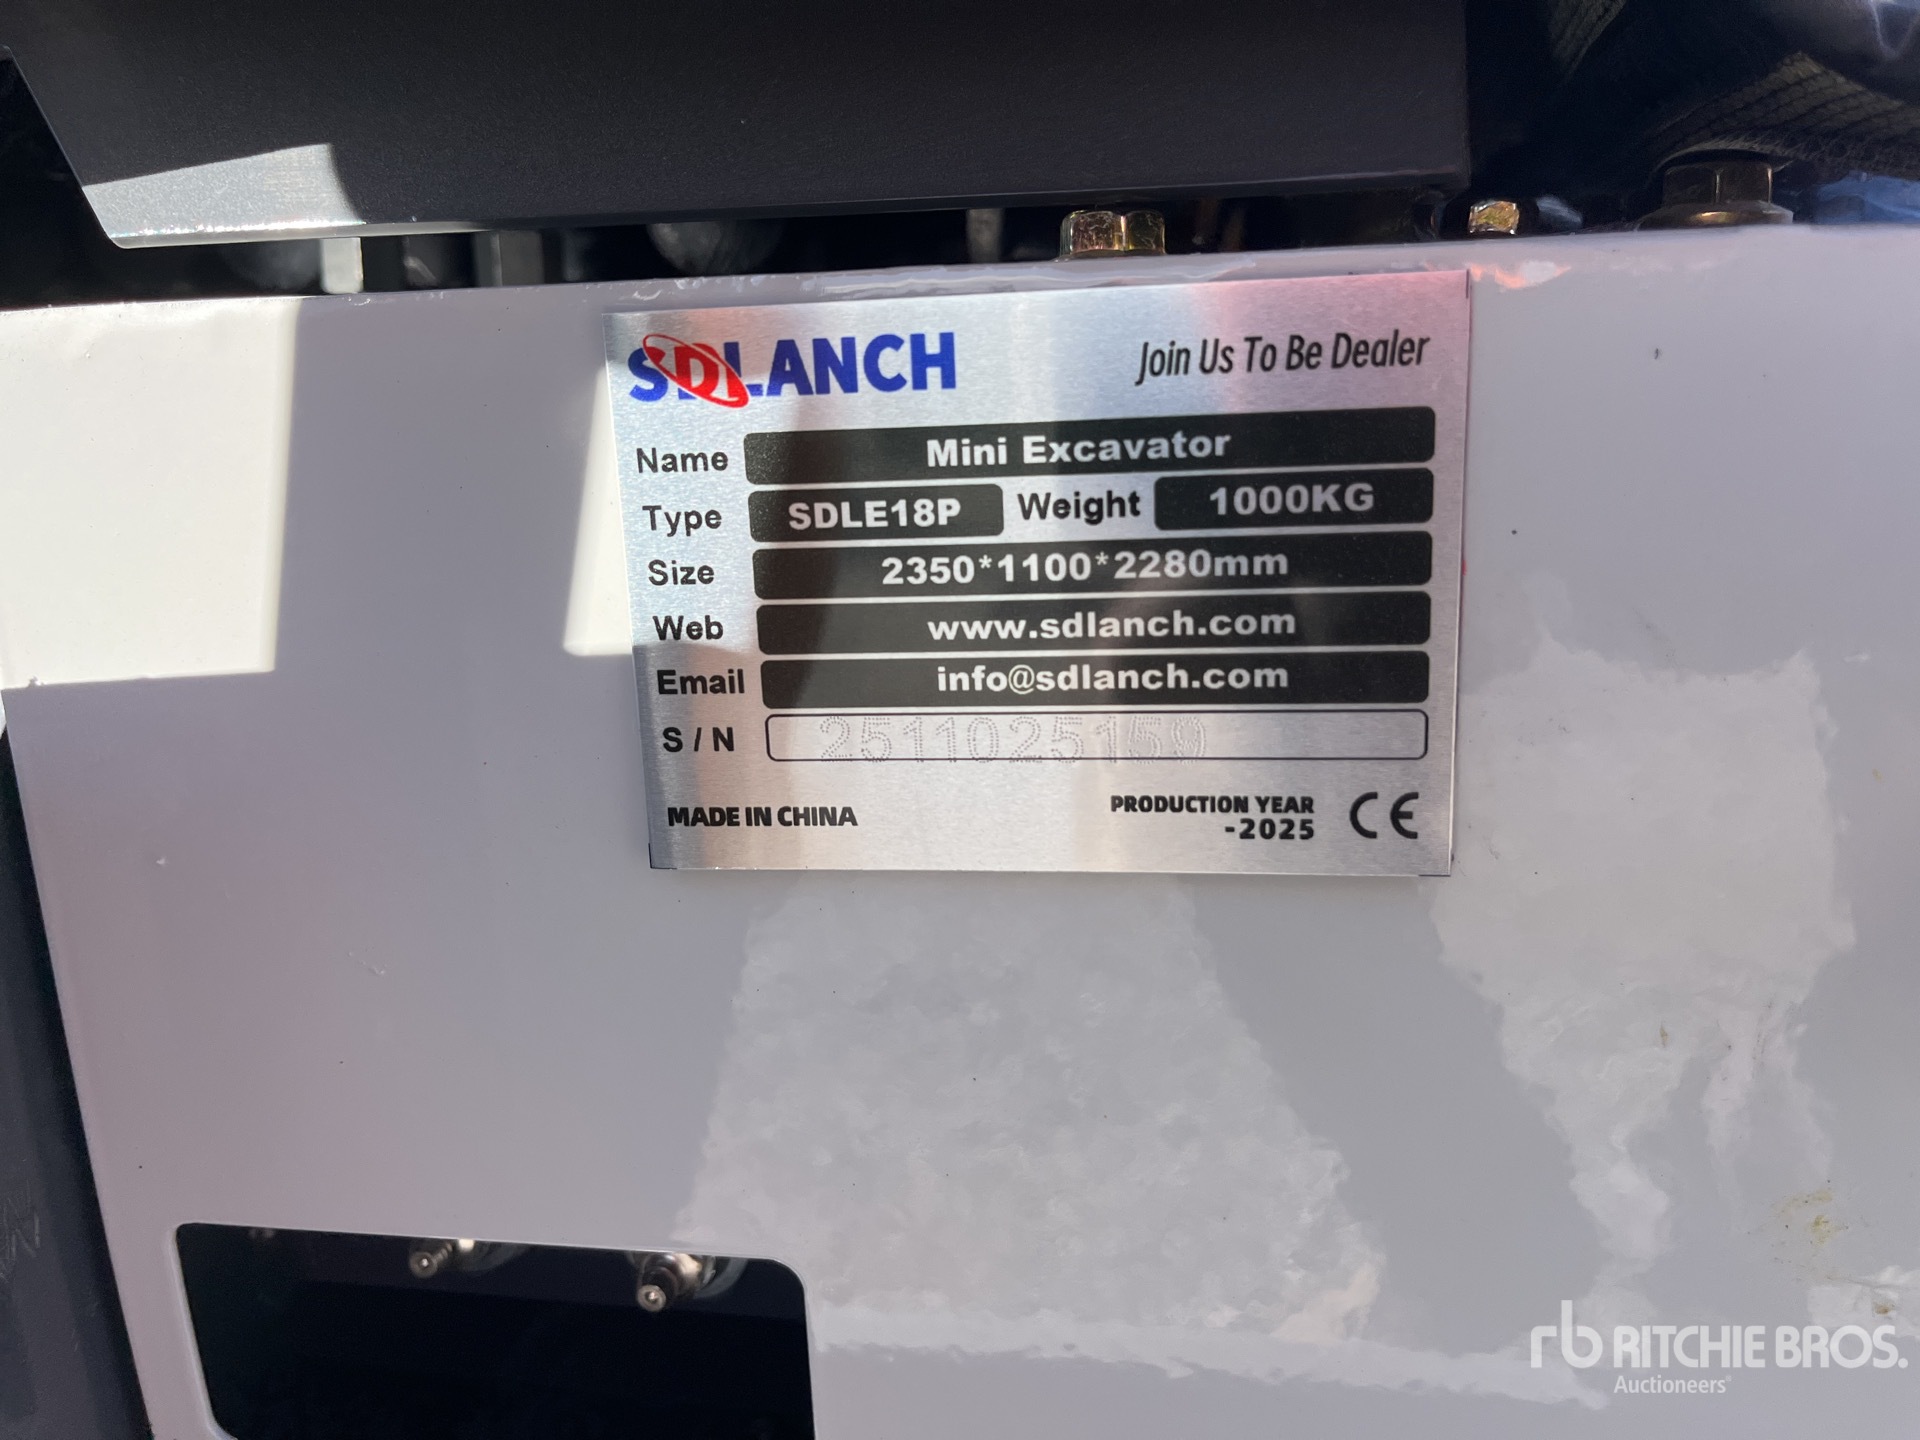 SDLANCH Join Us To Be Dealer
Name Mini Excavator
Type SDLE18P Weight 1000KG
Size 2350*1100*2280mm
Web www.sdlanch.com
Email info@sdlanch.com
S / N 2511025159
MADE IN CHINA PRODUCTION YEAR
-2025 CE
rb RITCHIE BROS.
Auctioneers